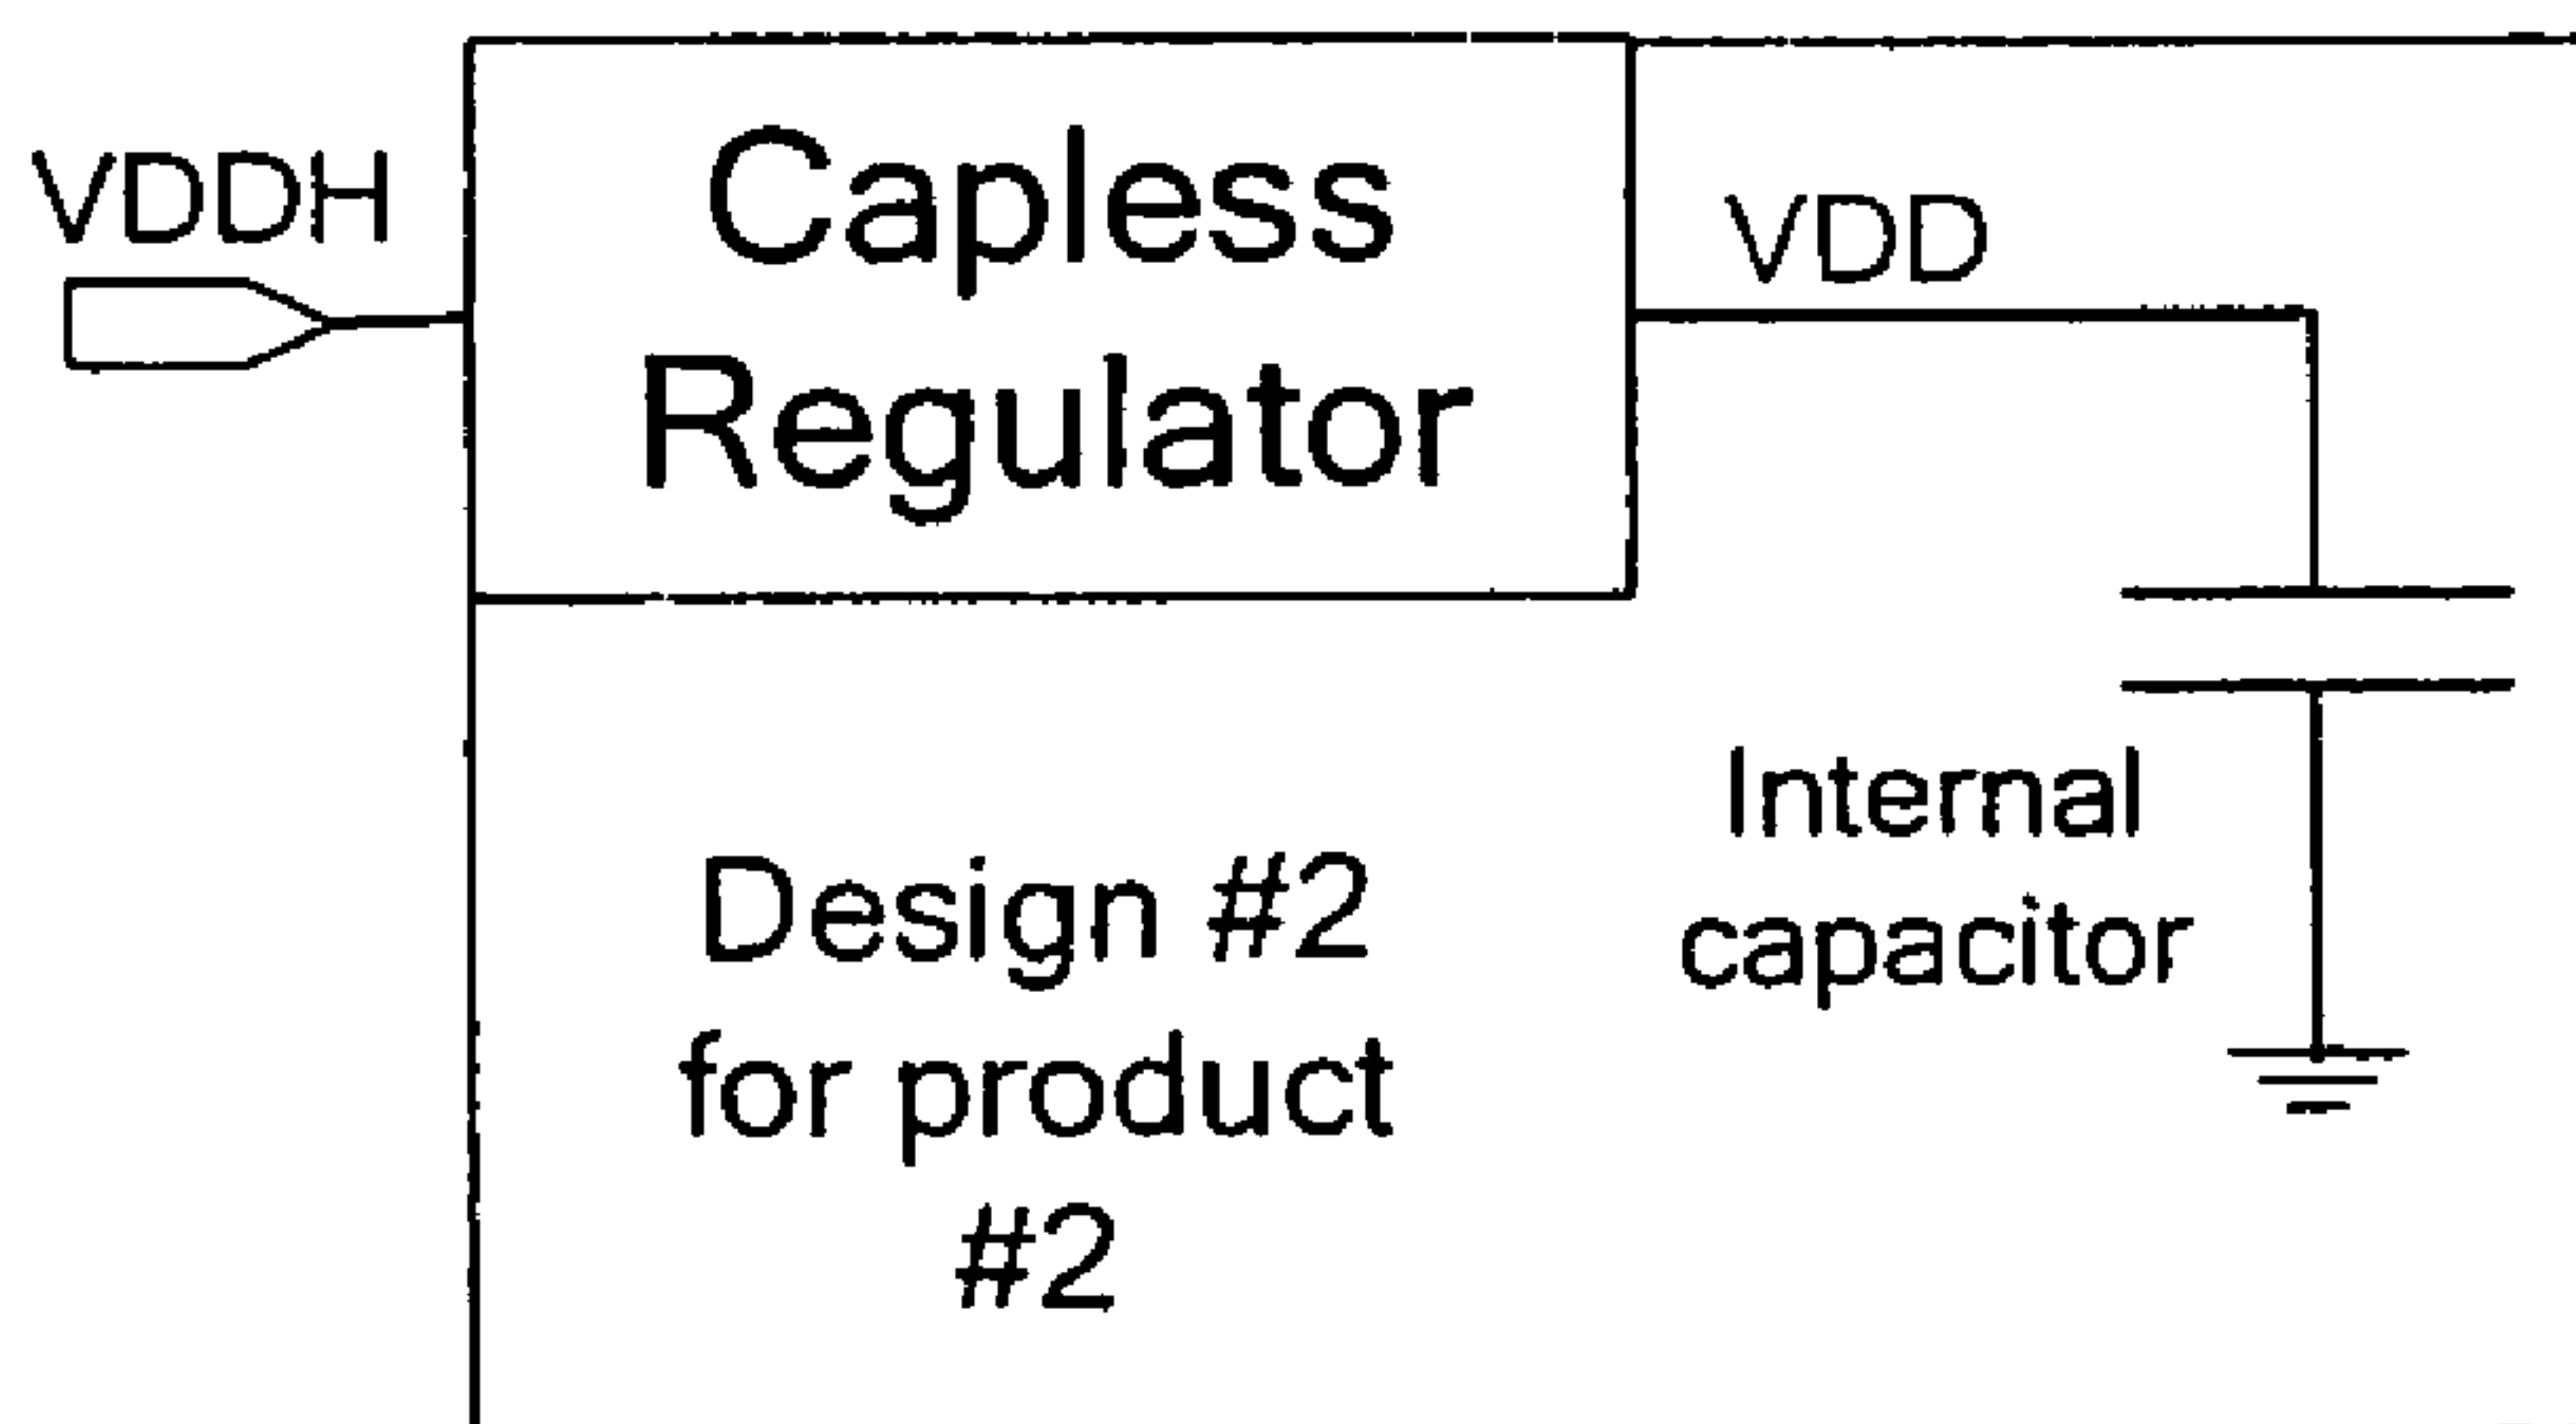 VDDH
Capless
Regulator
VDD
Internal
capacitor
Design #2
for product
#2